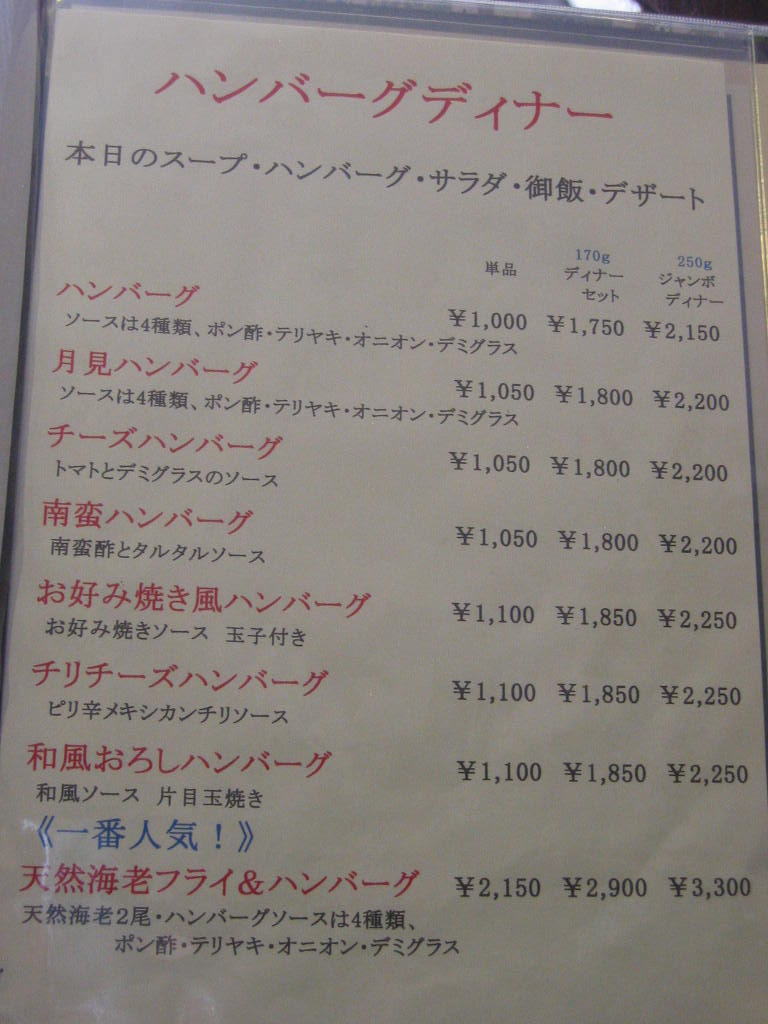 ハンバーグディナー
本日のスープ・ハンバーグ・サラダ・御飯・デザート
単品 170g ディナーセット 250g ジャンボディナー
ハンバーグ ¥1,000 ¥1,750 ¥2,150
ソースは4種類、ポン酢・テリヤキ・オニオン・デミグラス
月見ハンバーグ ¥1,050 ¥1,800 ¥2,200
ソースは4種類、ポン酢・テリヤキ・オニオン・デミグラス
チーズハンバーグ ¥1,050 ¥1,800 ¥2,200
トマトとデミグラスのソース
南蛮ハンバーグ ¥1,050 ¥1,800 ¥2,200
南蛮酢とタルタルソース
お好み焼き風ハンバーグ ¥1,100 ¥1,850 ¥2,250
お好み焼きソース 玉子付き
チリチーズハンバーグ ¥1,100 ¥1,850 ¥2,250
ピリ辛メキシカンチリソース
和風おろしハンバーグ ¥1,100 ¥1,850 ¥2,250
和風ソース 片目玉焼き
《一番人気！》
天然海老フライ&ハンバーグ ¥2,150 ¥2,900 ¥3,300
天然海老2尾・ハンバーグソースは4種類、
ポン酢・テリヤキ・オニオン・デミグラス